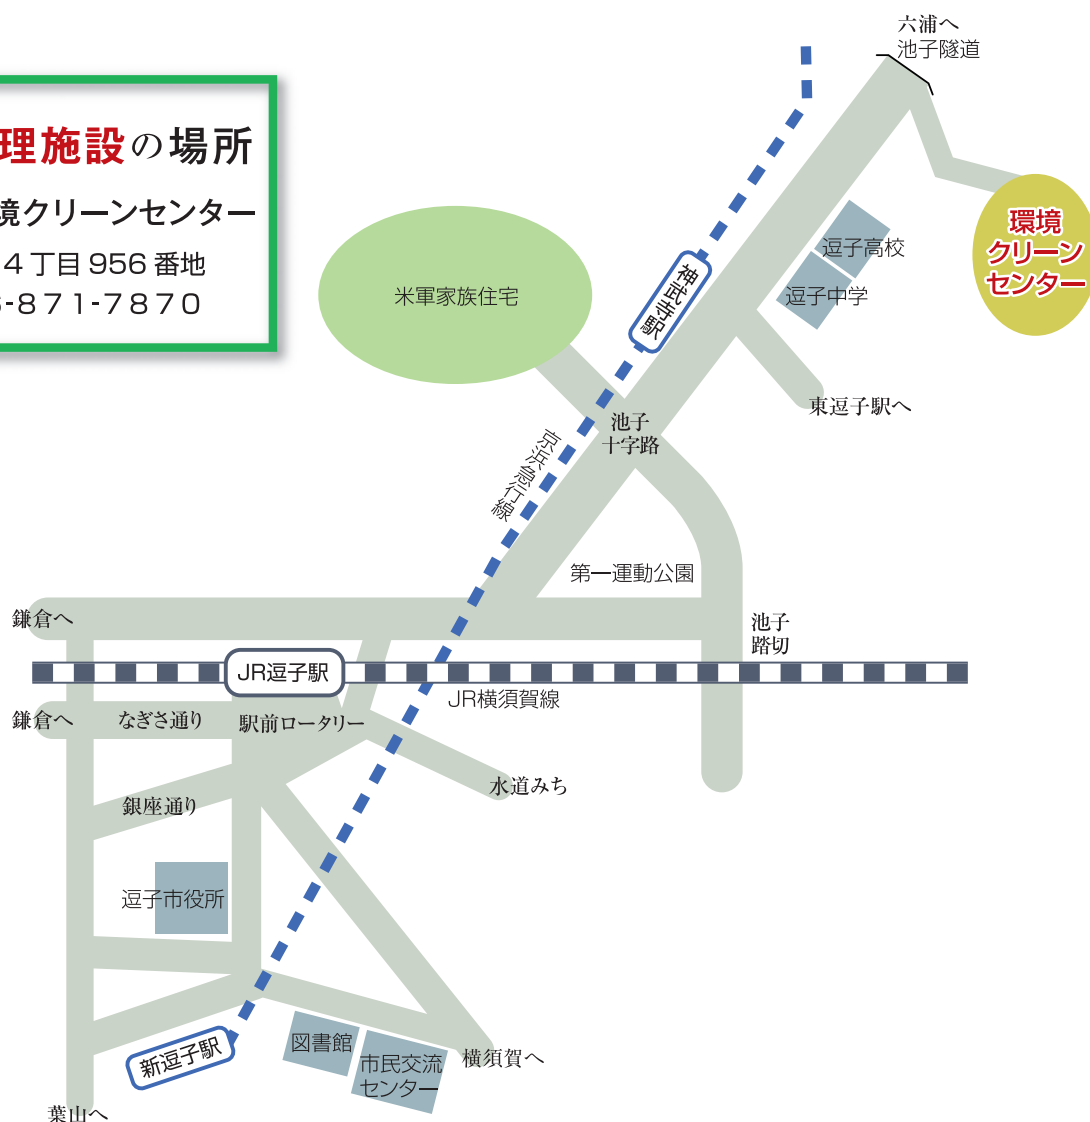 六浦へ
池子隧道
理施設の場所
境クリーンセンター
4丁目956番地
-871-7870
環境
クリーン
センター
逗子高校
逗子中学
神武寺駅
米軍家族住宅
東逗子駅へ
池子
十字路
京浜急行線
第一運動公園
鎌倉へ
池子
踏切
JR逗子駅
JR横須賀線
鎌倉へ
なぎさ通り
駅前ロータリー
水道みち
銀座通り
逗子市役所
新逗子駅
図書館
市民交流
センター
横須賀へ
葉山へ